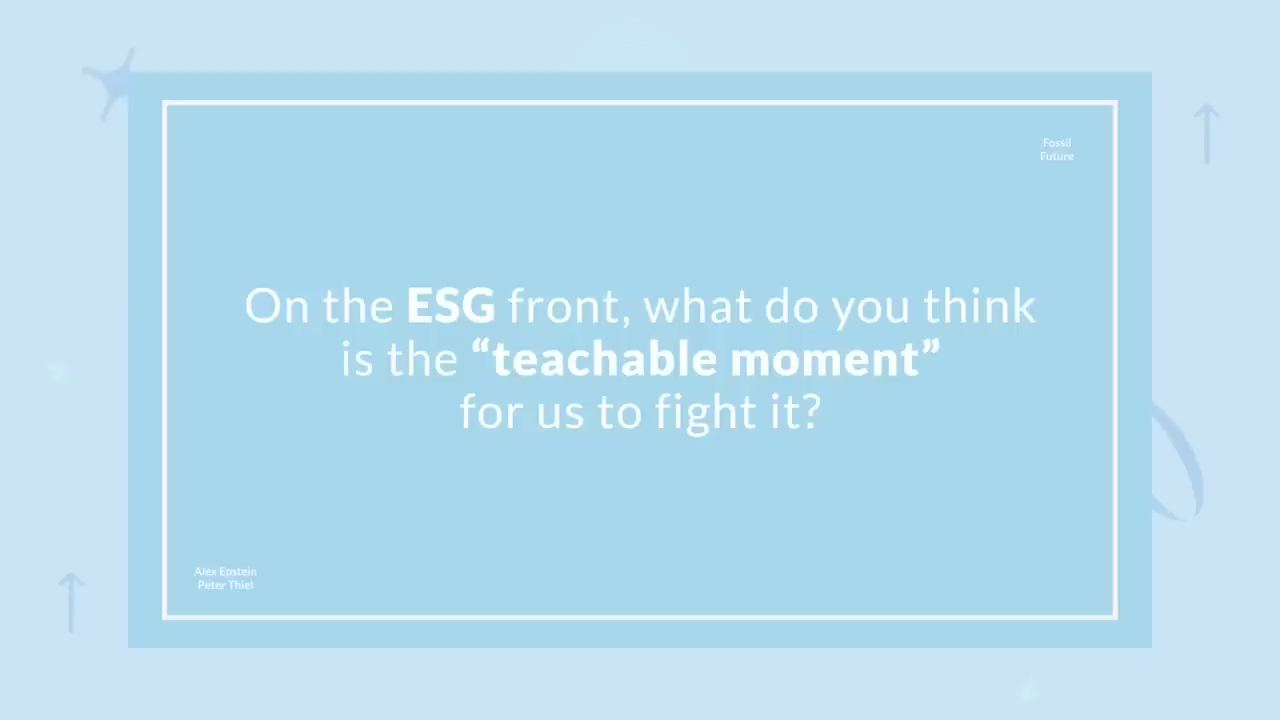 Fossil
Future
On the ESG front, what do you think
is the “teachable moment”
for us to fight it?
Alex Epstein
Peter Thiel